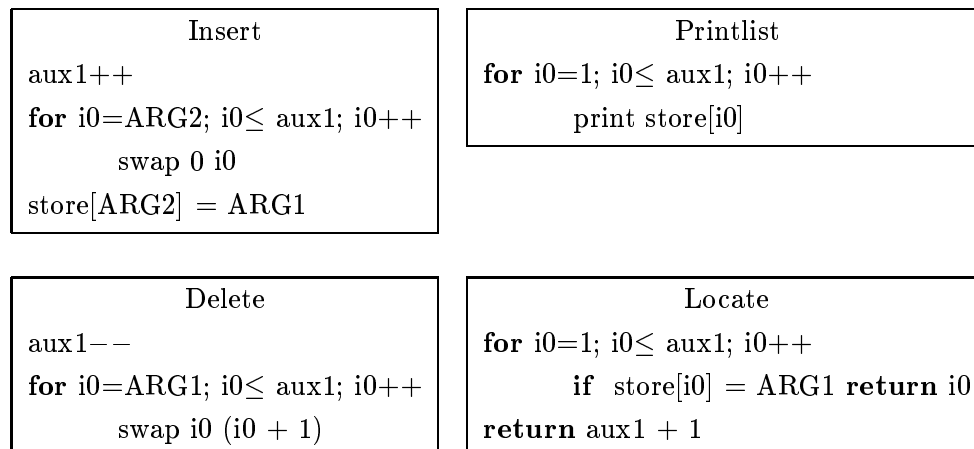 Insert
aux1++
for i0=ARG2; i0≤ aux1; i0++
swap 0 i0
store[ARG2] = ARG1
Printlist
for i0=1; i0≤ aux1; i0++
print store[i0]
Delete
aux1−−
for i0=ARG1; i0≤ aux1; i0++
swap i0 (i0 + 1)
Locate
for i0=1; i0≤ aux1; i0++
if store[i0] = ARG1 return i0
return aux1 + 1